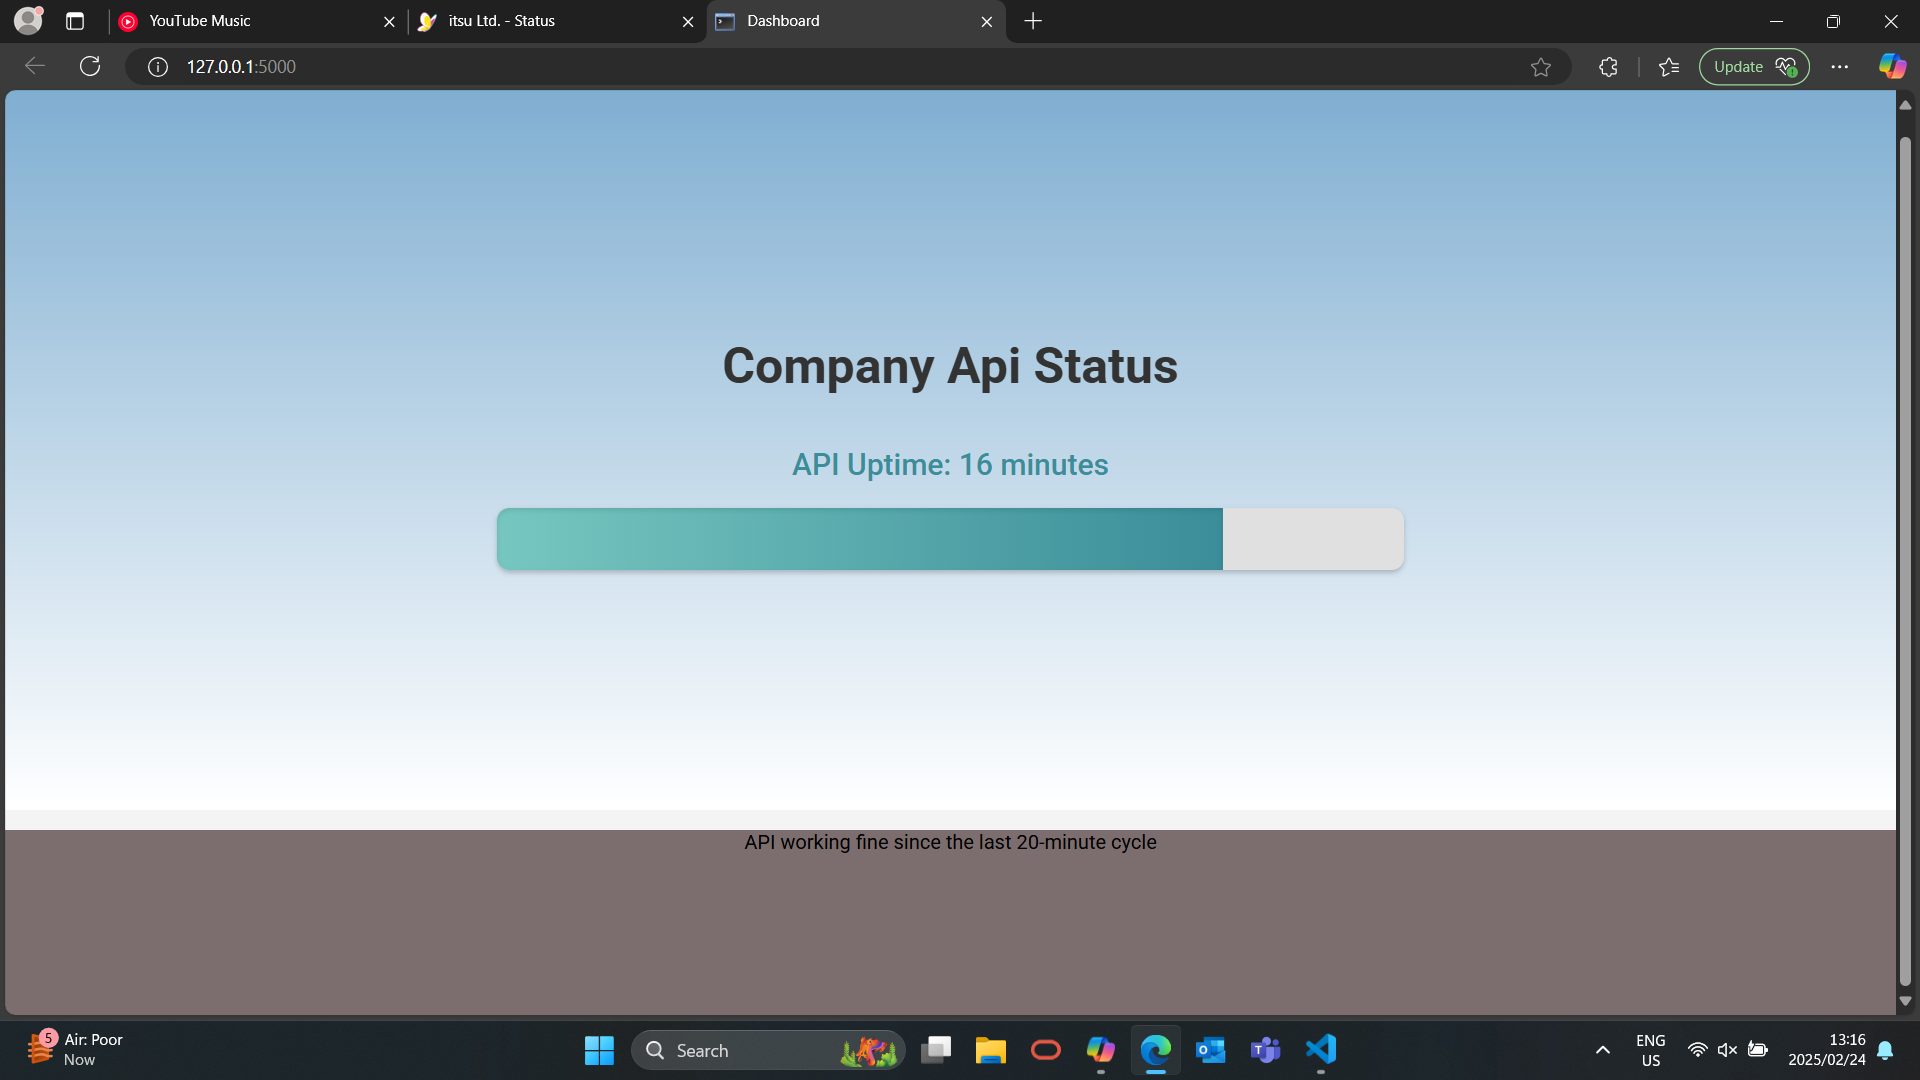 YouTube Music
itsu Ltd. - Status
Dashboard
127.0.0.1:5000
Update
Company Api Status
API Uptime: 16 minutes
API working fine since the last 20-minute cycle
5
Air: Poor
Now
Search
ENG
US
13:16
2025/02/24